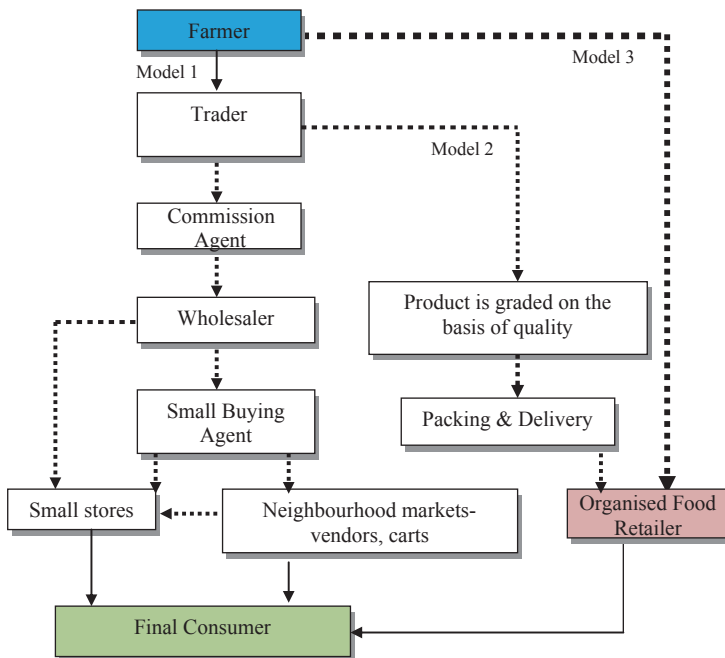 Farmer
Model 1
Model 3
Trader
Model 2
Commission
Agent
Product is graded on the
basis of quality
Wholesaler
Small Buying
Agent
Packing & Delivery
Small stores
Neighbourhood markets-
vendors, carts
Organised Food
Retailer
Final Consumer